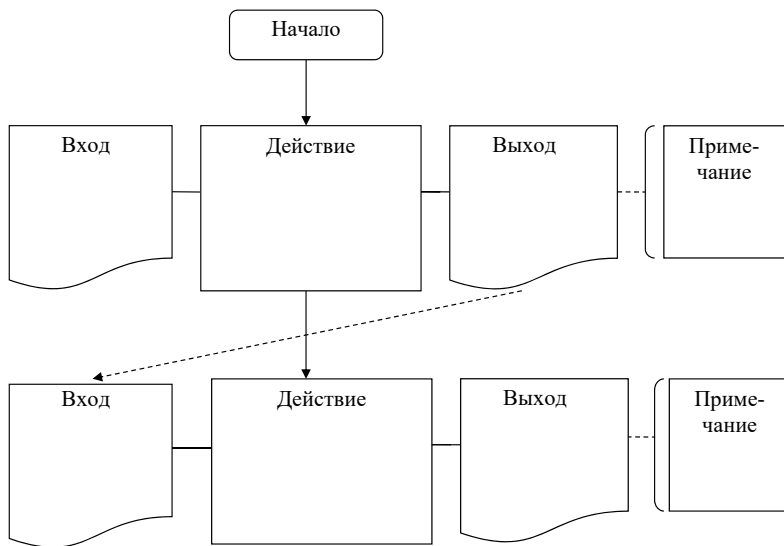 Начало
Вход
Действие
Выход
Приме-
чание
Вход
Действие
Выход
Приме-
чание